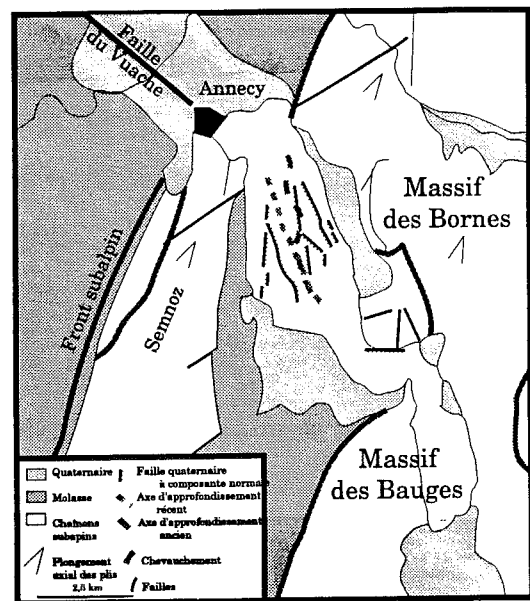 Faille
du Vuache
Annecy
Massif
des Bornes
Front subalpin
Semnoz
Massif
des Bauges
Quaternaire
Molasse
Chaînons
subapins
Plongement
axial des plis
2,5 km
Faille quaternaire
à composante normale
Axe d'approfondissement
récent
Axe d'approfondissement
ancien
Chevauchement
Failles